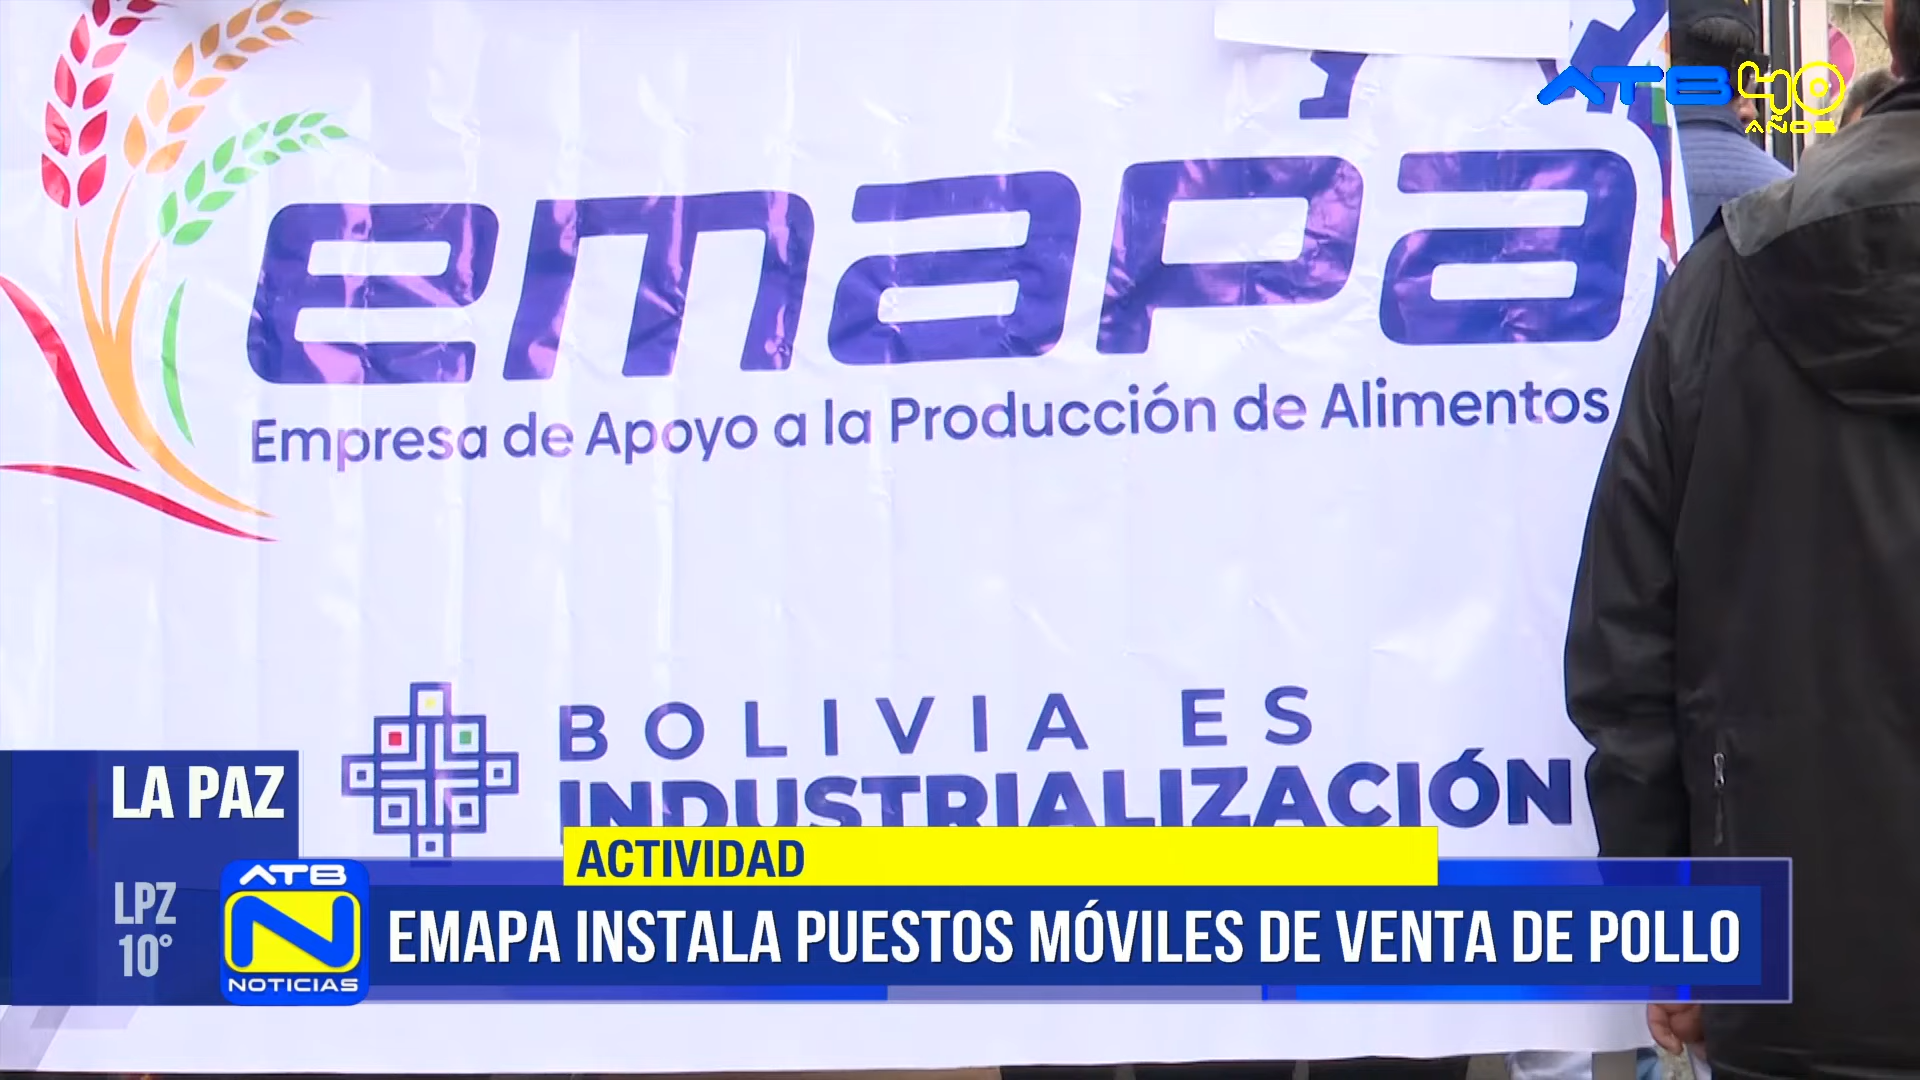 ATB 40
AÑOS
emapa
Empresa de Apoyo a la Producción de Alimentos
BOLIVIA ES
INDUSTRIALIZACIÓN
LA PAZ
ACTIVIDAD
LPZ
10°
ATB
N
NOTICIAS
EMAPA INSTALA PUESTOS MÓVILES DE VENTA DE POLLO